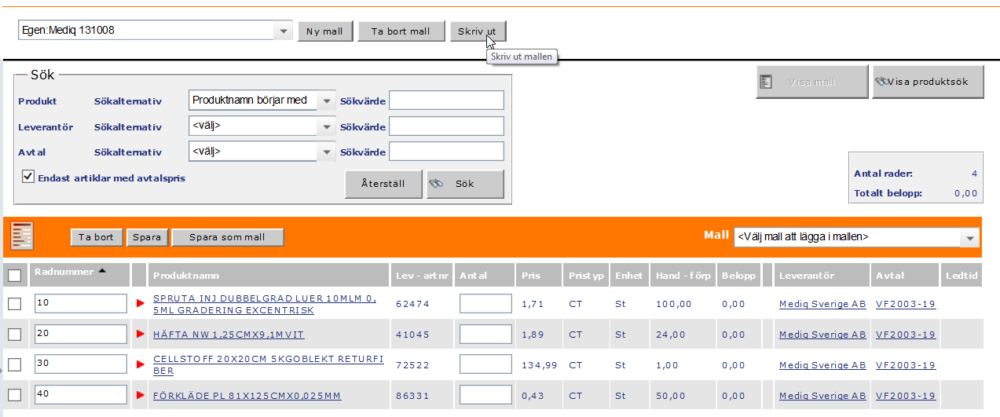 Egen:Mediq 131008 Ny mall Ta bort mall Skriv ut
Skriv ut mallen
Sök
Visa mall Visa produktsök
Produkt Sökalternativ Produktnamn börjar med Sökvärde
Leverantör Sökalternativ <välj> Sökvärde
Avtal Sökalternativ <välj> Sökvärde
Endast artiklar med avtalspris
Återställ Sök
Antal rader: 4
Totalt belopp: 0,00
Ta bort Spara Spara som mall Mall <Välj mall att lägga i mallen>
Radnummer Produktnamn Lev-artnr Antal Pris Pristyp Enhet Hand-förp Belopp Leverantör Avtal Ledtid
10 SPRUTA INJ DUBBELGRAD LUER 10MLM 0, 62474 1,71 CT St 100,00 0,00 Mediq Sverige AB VF2003-19
5ML GRADERING EXCENTRISK
20 HÄFTA NW 1,25CMX9,1MVIT 41045 1,89 CT St 24,00 0,00 Mediq Sverige AB VF2003-19
30 CELLSTOFF 20X20CM 5KGOBLEKT RETURFI 72522 134,99 CT St 1,00 0,00 Mediq Sverige AB VF2003-19
BER
40 FÖRKLÄDE PL 81X125CMX0,025MM 86331 0,43 CT St 50,00 0,00 Mediq Sverige AB VF2003-19